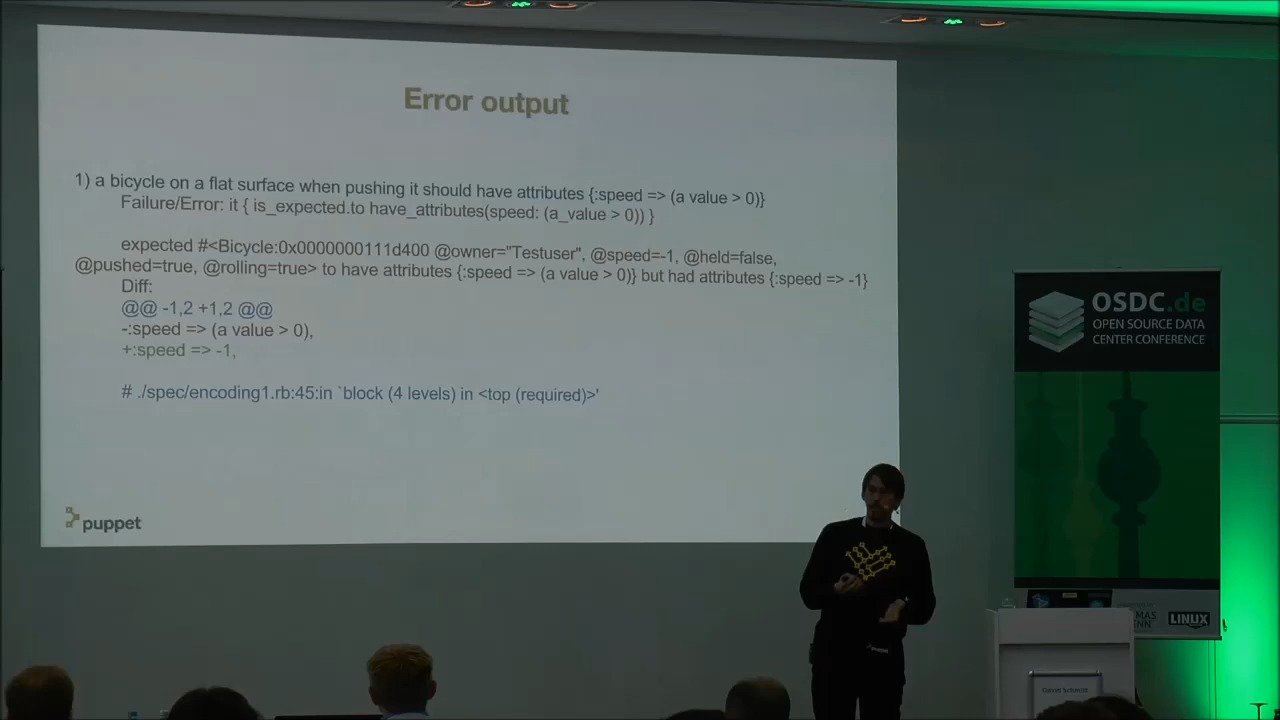 Error output
1) a bicycle on a flat surface when pushing it should have attributes {:speed => (a value > 0)}
Failure/Error: it { is_expected.to have_attributes(speed: (a_value > 0)) }
expected #<Bicycle:0x0000000111d400 @owner="Testuser", @speed=-1, @held=false,
@pushed=true, @rolling=true> to have attributes {:speed => (a value > 0)} but had attributes {:speed => -1}
Diff:
@@ -1,2 +1,2 @@
-:speed => (a value > 0),
+:speed => -1,
# ./spec/encoding1.rb:45:in `block (4 levels) in <top (required)>'
puppet
OSDC.de
OPEN SOURCE DATA
CENTER CONFERENCE
puppet
LINUX
David Schmitt